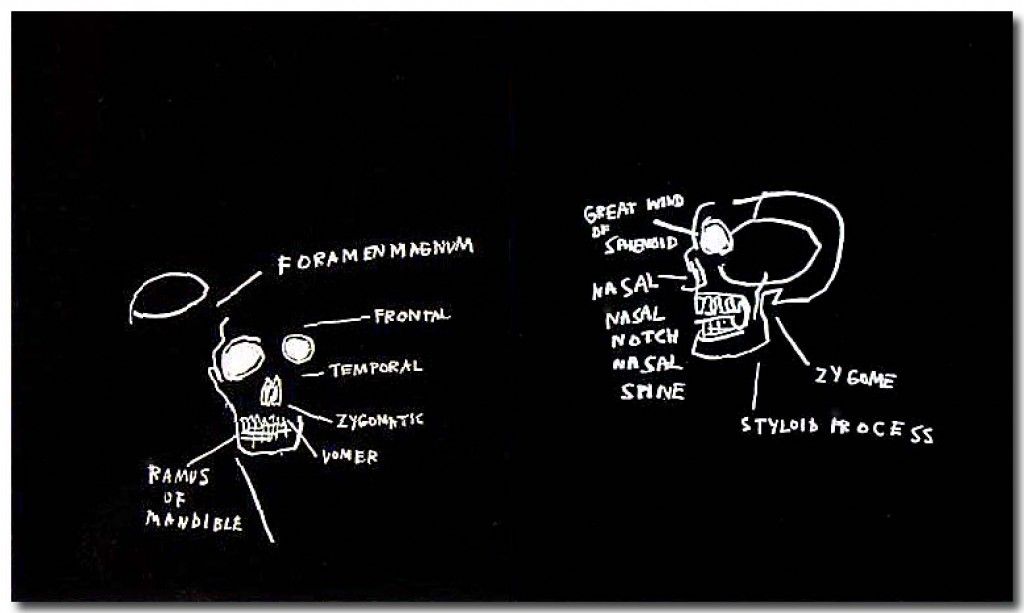 FORAMENMAGNUM
FRONTAL
TEMPORAL
ZYGOMATIC
VOMER
RAMUS
OF
MANDIBLE
GREAT WIND
OF
SPHENOID
NASAL
NASAL
NOTCH
NASAL
SPINE
ZYGOME
STYLOID PROCESS